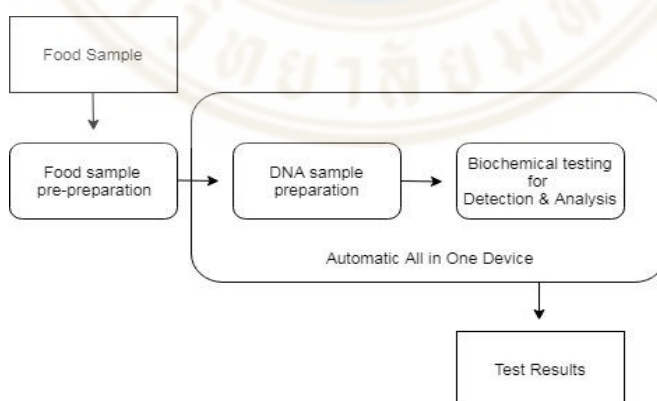 Food Sample
Food sample
pre-preparation
DNA sample
preparation
Biochemical testing
for
Detection & Analysis
Automatic All in One Device
Test Results